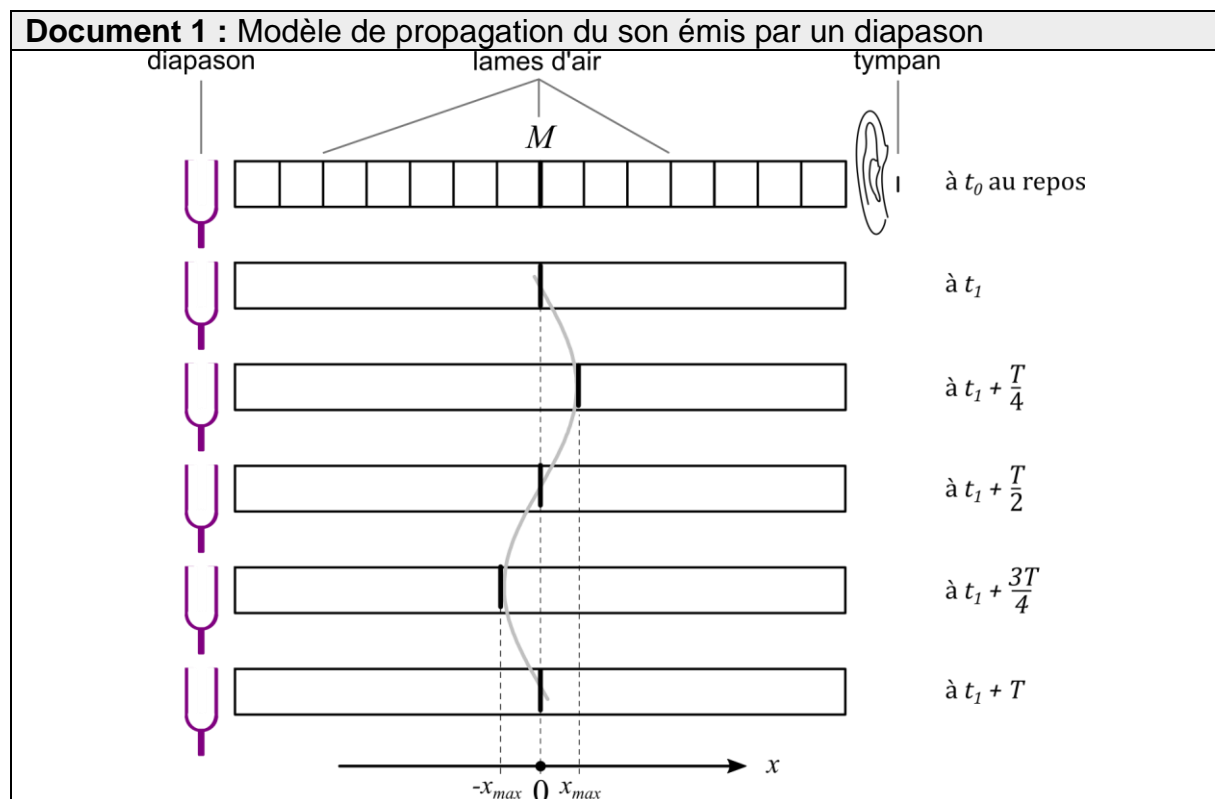 Document 1 : Modèle de propagation du son émis par un diapason
diapason lames d'air tympan
M
à t₀ au repos
à t₁
à t₁ + T/4
à t₁ + T/2
à t₁ + 3T/4
à t₁ + T
x
-xₘₐₓ 0 xₘₐₓ